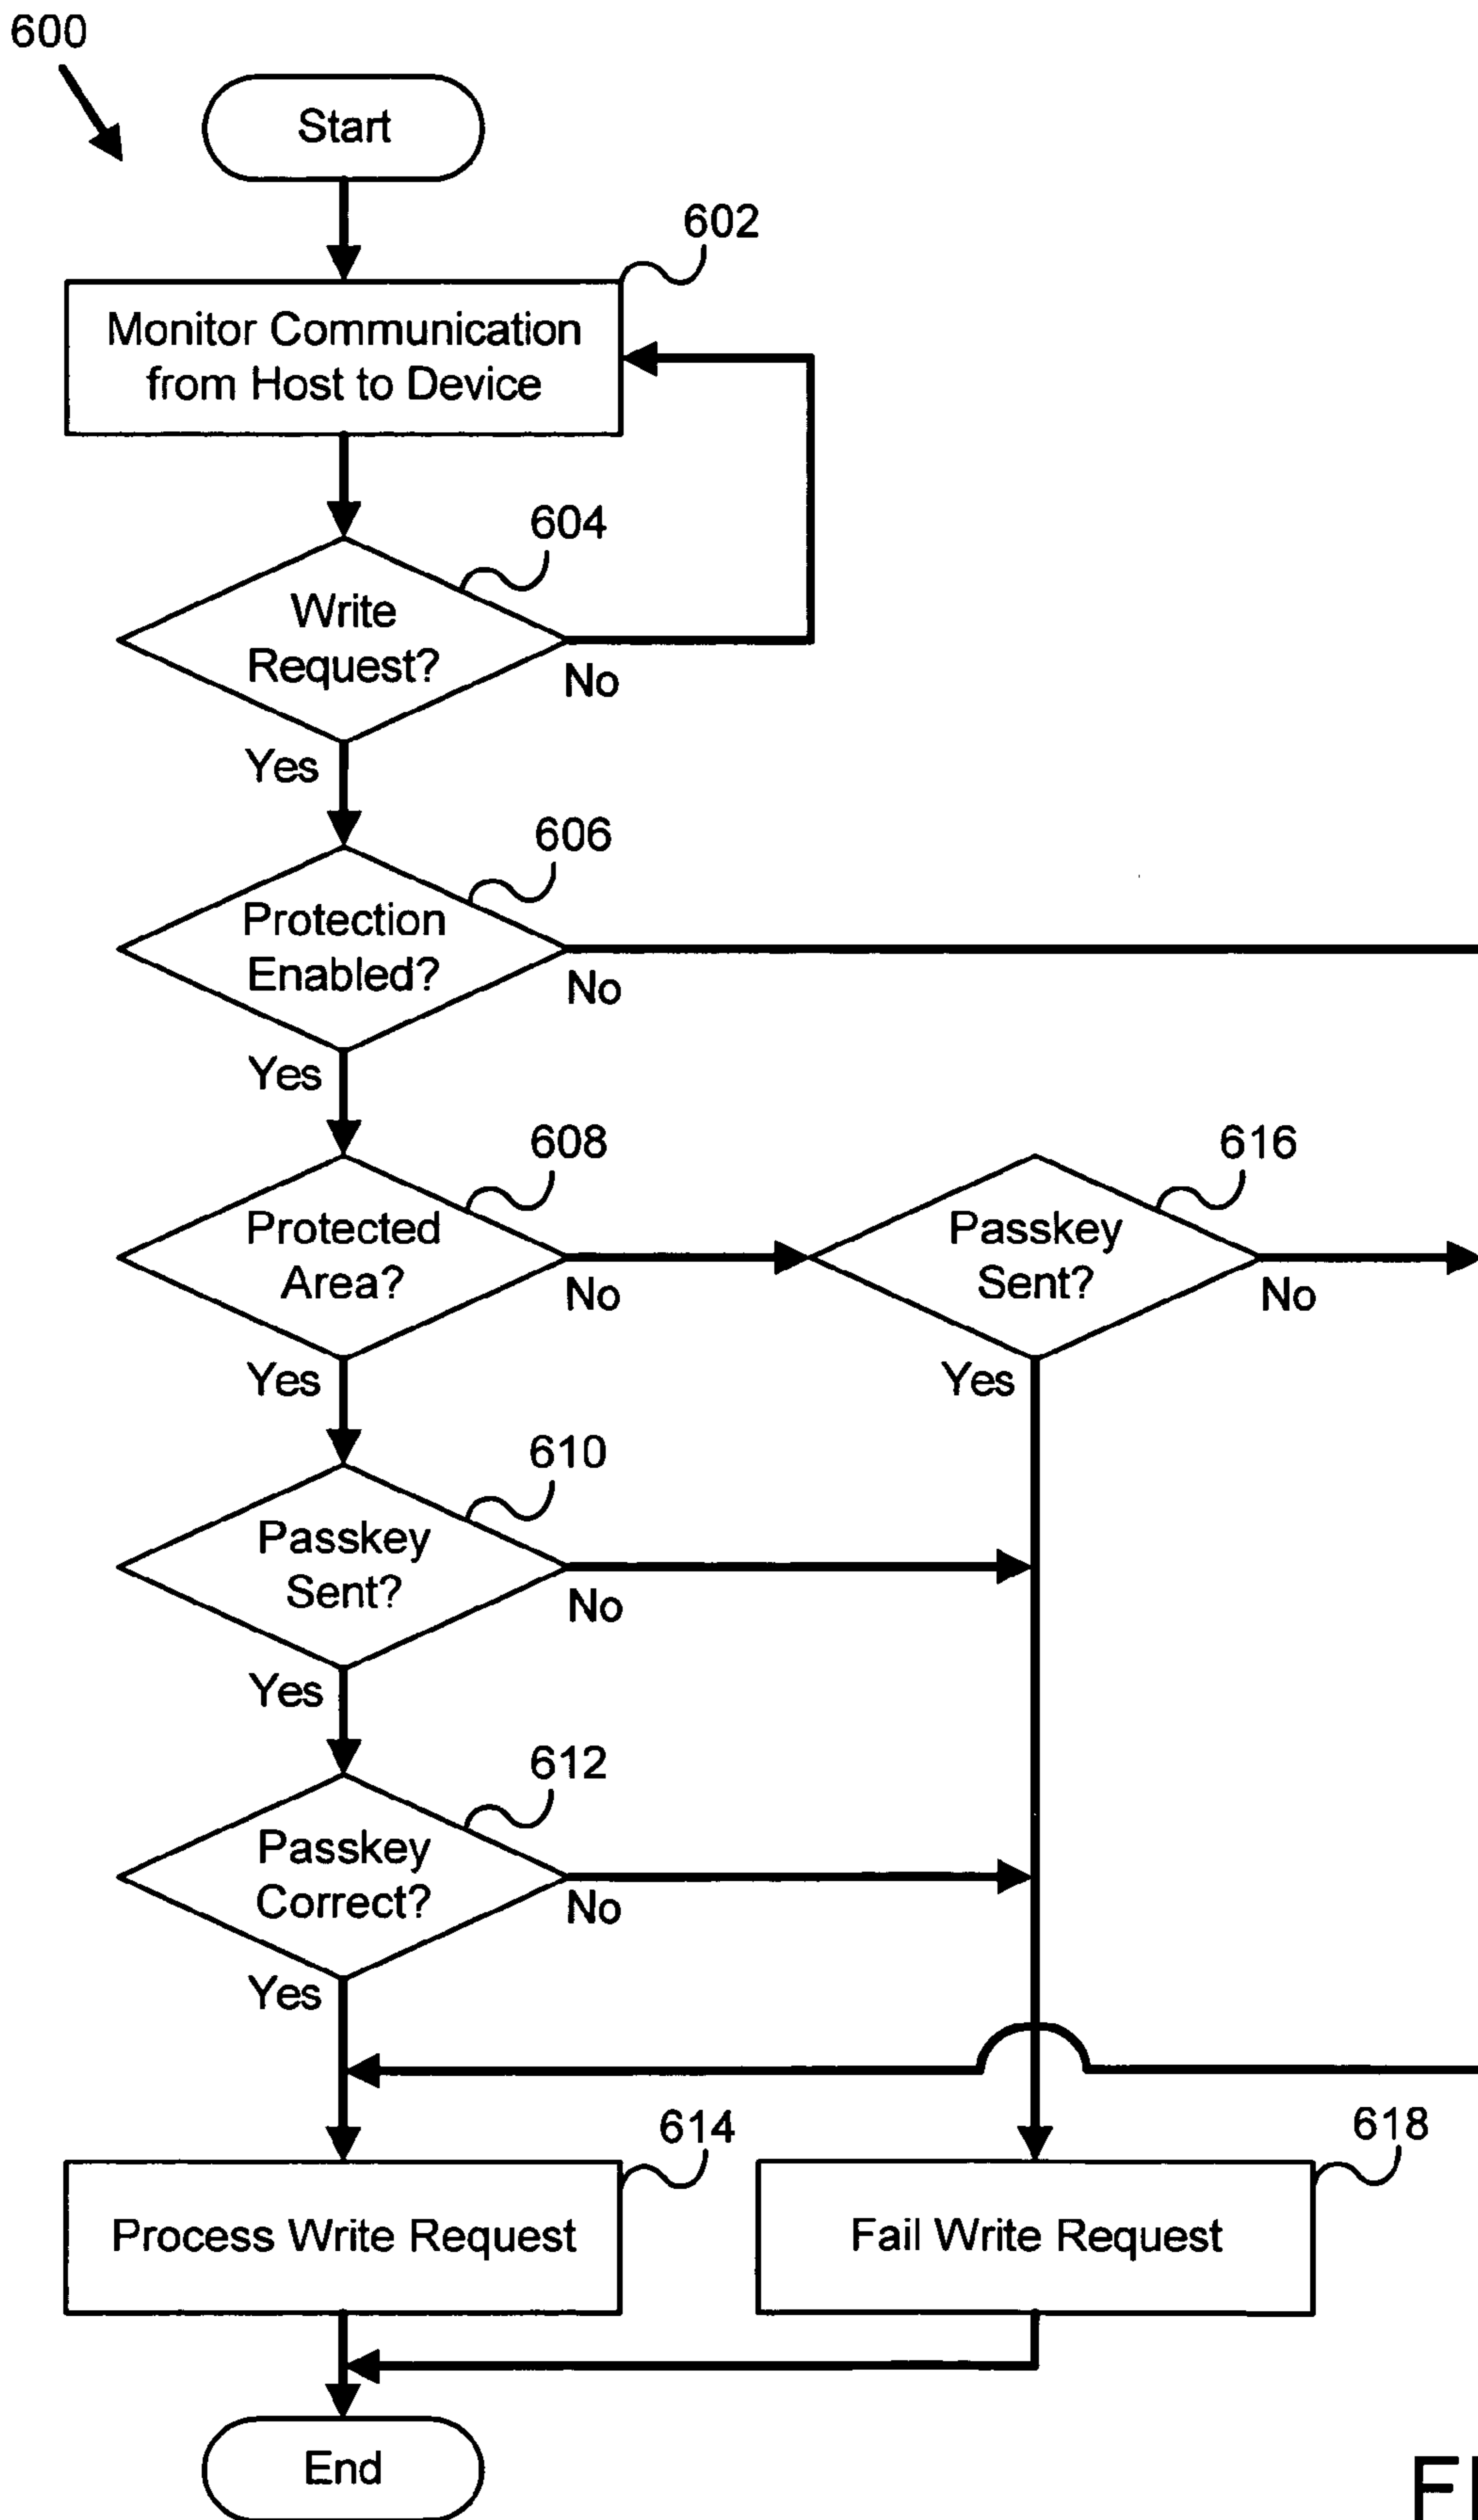 600
Start
602
Monitor Communication
from Host to Device
604
Write
Request?
No
Yes
606
Protection
Enabled?
No
Yes
608
Protected
Area?
No
Yes
616
Passkey
Sent?
No
Yes
610
Passkey
Sent?
No
Yes
612
Passkey
Correct?
No
Yes
614
Process Write Request
618
Fail Write Request
End